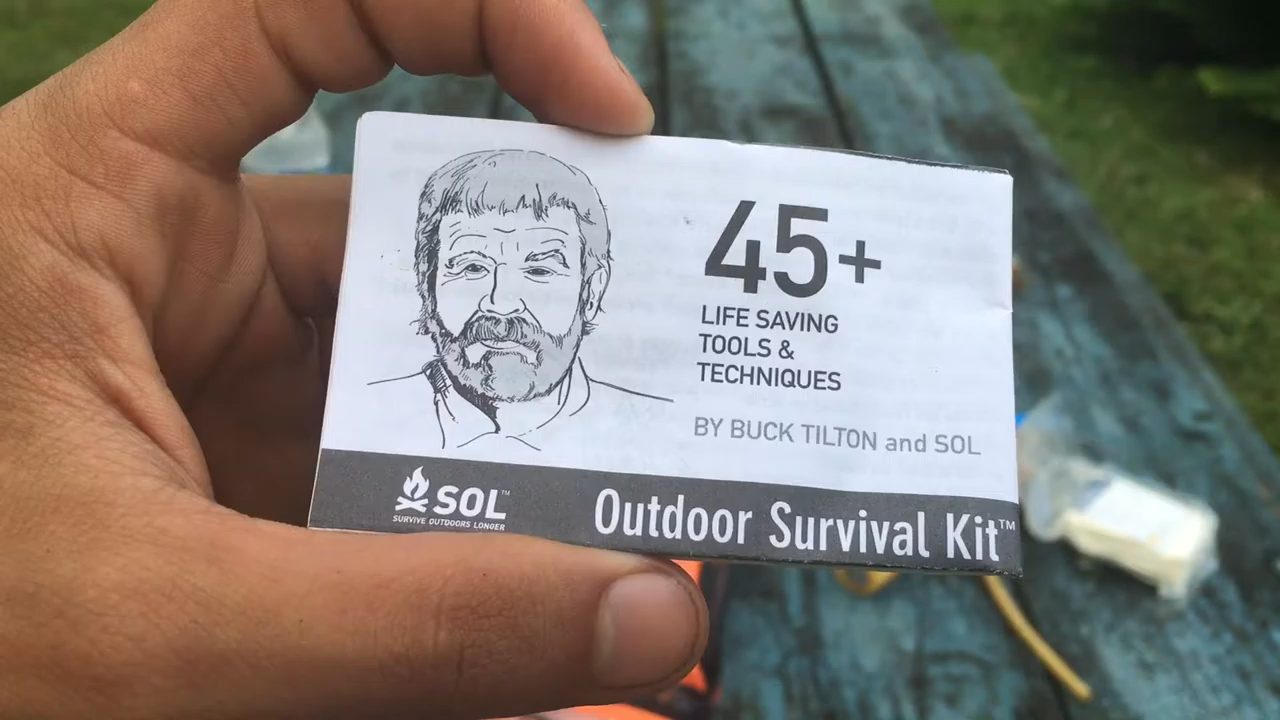 45+
LIFE SAVING
TOOLS &
TECHNIQUES
BY BUCK TILTON and SOL
SOL™
SURVIVE OUTDOORS LONGER
Outdoor Survival Kit™